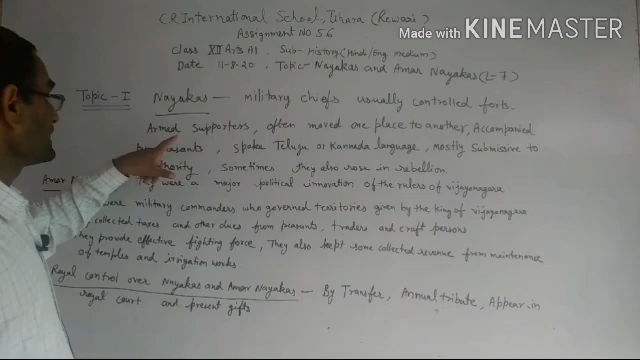 C.R International School, Jihara (Rewari)
Made with KINEMASTER
Assignment NO 56
Class XII Arts A1, Sub- History (Hindi/Eng medium)
Date 11-8-20, Topic- Nayakas and Amar Nayakas (L-7)
Topic-I Nayakas — military chiefs usually controlled forts.
Armed supporters, often moved one place to another, Accompanied
peasants, Spoke Telugu or Kannada language, mostly submissive to
authority, Sometimes they also rose in rebellion.
Amar They were a major political innovation of the rulers of vijayanagara
were military commanders who governed territories given by the king of vijayanagara
collected taxes and other dues from peasants, traders and craft persons
They provide effective fighting force, They also kept some collected revenue from maintenance
of temples and irrigation works
Royal control over Nayakas and Amar Nayakas — By Transfer, Annual tribute, Appear in
royal court and present gifts